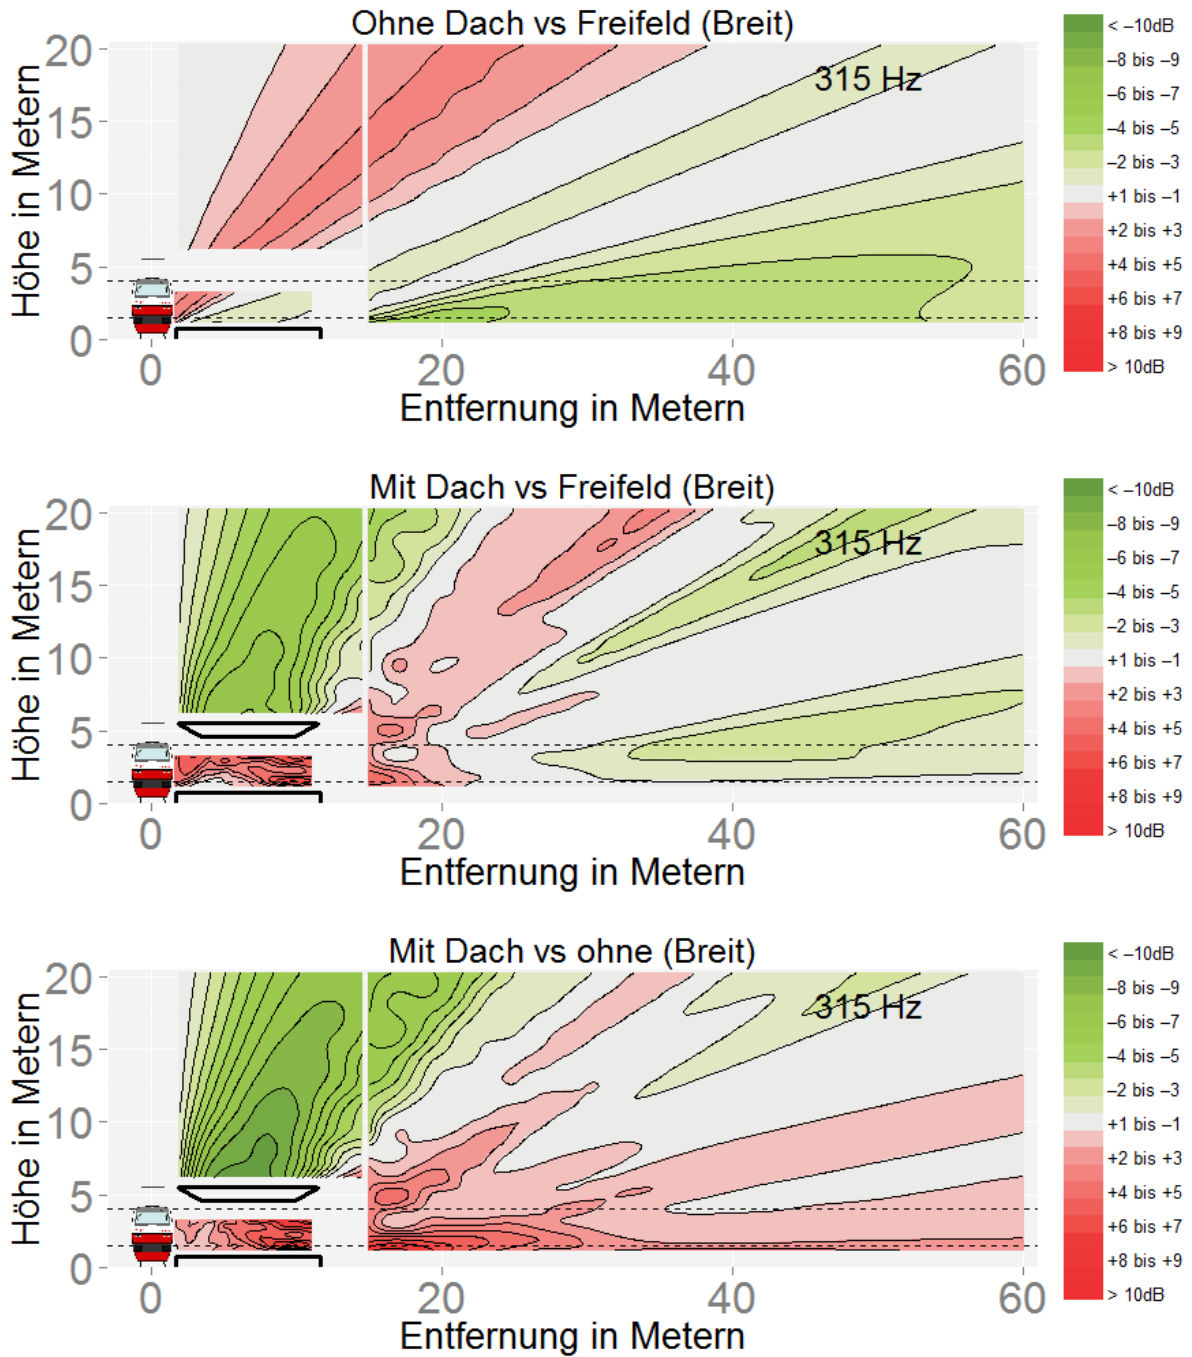 Ohne Dach vs Freifeld (Breit)
315 Hz
Höhe in Metern
20
15
10
5
0
0 20 40 60
Entfernung in Metern
< –10dB
–8 bis –9
–6 bis –7
–4 bis –5
–2 bis –3
+1 bis –1
+2 bis +3
+4 bis +5
+6 bis +7
+8 bis +9
> 10dB
Mit Dach vs Freifeld (Breit)
315 Hz
Höhe in Metern
20
15
10
5
0
0 20 40 60
Entfernung in Metern
< –10dB
–8 bis –9
–6 bis –7
–4 bis –5
–2 bis –3
+1 bis –1
+2 bis +3
+4 bis +5
+6 bis +7
+8 bis +9
> 10dB
Mit Dach vs ohne (Breit)
315 Hz
Höhe in Metern
20
15
10
5
0
0 20 40 60
Entfernung in Metern
< –10dB
–8 bis –9
–6 bis –7
–4 bis –5
–2 bis –3
+1 bis –1
+2 bis +3
+4 bis +5
+6 bis +7
+8 bis +9
> 10dB